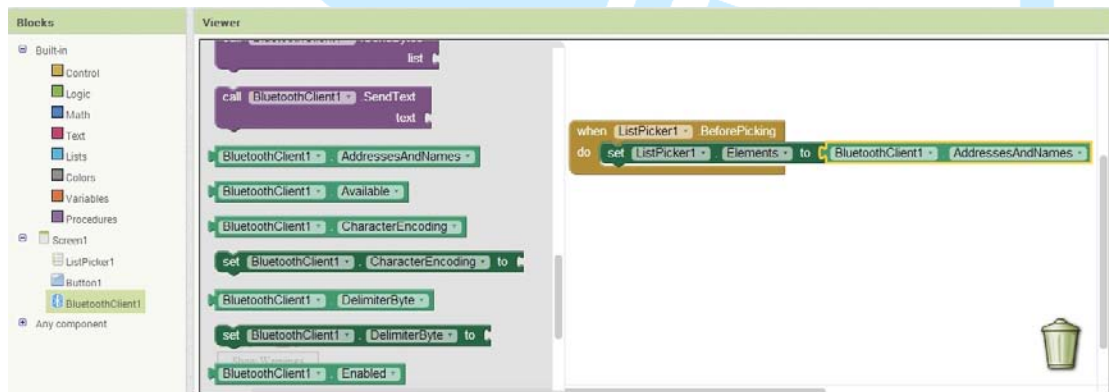 Blocks
Viewer
Built-in
Control
Logic
Math
Text
Lists
Colors
Variables
Procedures
Screen1
ListPicker1
Button1
BluetoothClient1
Any component
list
call BluetoothClient1 .SendText
text
BluetoothClient1 . AddressesAndNames
BluetoothClient1 . Available
BluetoothClient1 . CharacterEncoding
set BluetoothClient1 . CharacterEncoding to
BluetoothClient1 . DelimiterByte
set BluetoothClient1 . DelimiterByte to
Show Warnings
BluetoothClient1 . Enabled
when ListPicker1 .BeforePicking
do set ListPicker1 . Elements to BluetoothClient1 . AddressesAndNames